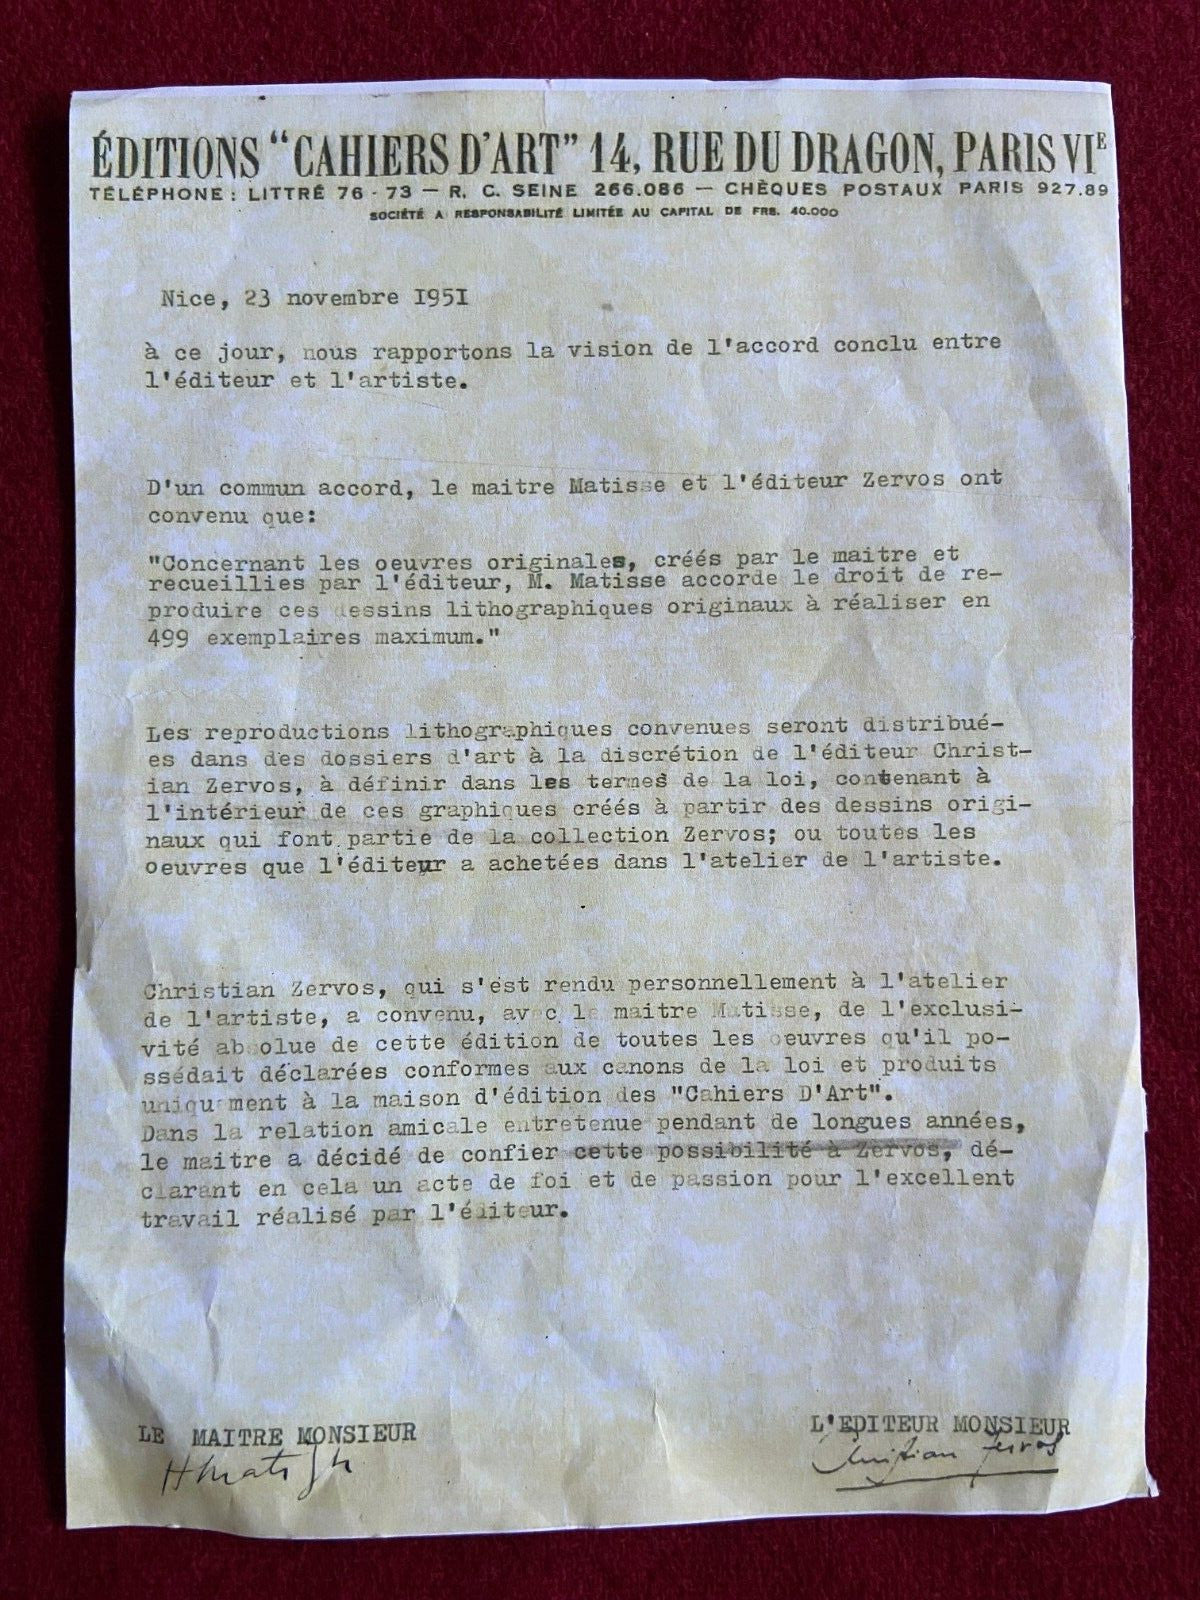 ÉDITIONS “CAHIERS D'ART” 14, RUE DU DRAGON, PARIS VIE
TÉLÉPHONE : LITTRÉ 76 - 73 — R. C. SEINE 266.086 — CHÈQUES POSTAUX PARIS 927.89
SOCIÉTÉ A RESPONSABILITÉ LIMITÉE AU CAPITAL DE FRS. 40.000
Nice, 23 novembre 1951
à ce jour, nous rapportons la vision de l'accord conclu entre
l'éditeur et l'artiste.
D'un commun accord, le maitre Matisse et l'éditeur Zervos ont
convenu que:
"Concernant les oeuvres originales, créés par le maitre et
recueillies par l'éditeur, M. Matisse accorde le droit de re-
produire ces dessins lithographiques originaux à réaliser en
499 exemplaires maximum."
Les reproductions lithographiques convenues seront distribué-
es dans des dossiers d'art à la discrétion de l'éditeur Christ-
ian Zervos, à définir dans les termes de la loi, contenant à
l'intérieur de ces graphiques créés à partir des dessins origi-
naux qui font partie de la collection Zervos; ou toutes les
oeuvres que l'éditeur a achetées dans l'atelier de l'artiste.
Christian Zervos, qui s'est rendu personnellement à l'atelier
de l'artiste, a convenu, avec le maitre Matisse, de l'exclusi-
vité absolue de cette édition de toutes les oeuvres qu'il po-
ssédait déclarées conformes aux canons de la loi et produits
uniquement à la maison d'édition des "Cahiers D'Art".
Dans la relation amicale entretenue pendant de longues années,
le maitre a décidé de confier cette possibilité à Zervos, dé-
clarant en cela un acte de foi et de passion pour l'excellent
travail réalisé par l'éditeur.
LE MAITRE MONSIEUR
L'EDITEUR MONSIEUR
HMatisse
Christian Zervos